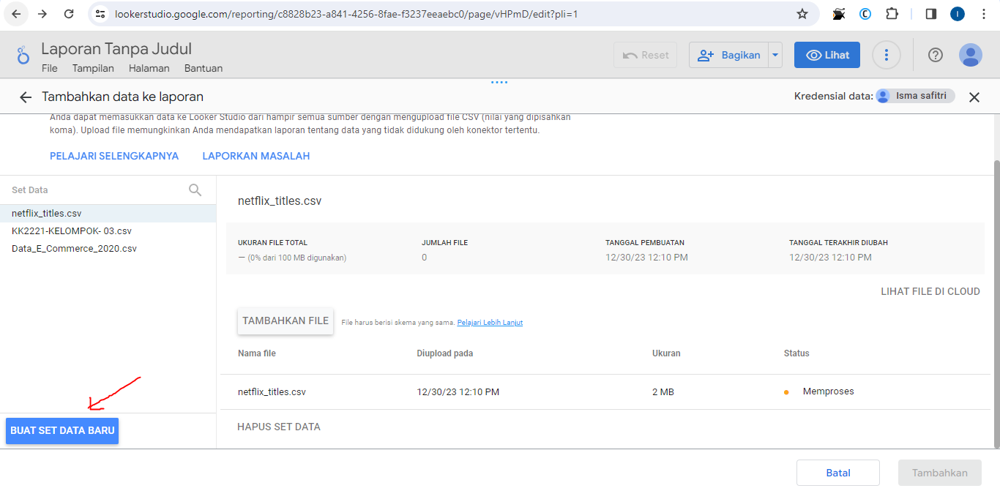 lookerstudio.google.com/reporting/c8828b23-a841-4256-8fae-f3237eeaebc0/page/vHPmD/edit?pli=1
I
Laporan Tanpa Judul
File Tampilan Halaman Bantuan
Reset
Bagikan
Lihat
Tambahkan data ke laporan
Kredensial data: Isma safitri
Anda dapat memasukkan data ke Looker Studio dari hampir semua sumber dengan mengupload file CSV (nilai yang dipisahkan
koma). Upload file memungkinkan Anda mendapatkan laporan tentang data yang tidak didukung oleh konektor tertentu.
PELAJARI SELENGKAPNYA LAPORKAN MASALAH
Set Data
netflix_titles.csv
KK2221-KELOMPOK- 03.csv
Data_E_Commerce_2020.csv
BUAT SET DATA BARU
netflix_titles.csv
UKURAN FILE TOTAL JUMLAH FILE TANGGAL PEMBUATAN TANGGAL TERAKHIR DIUBAH
— (0% dari 100 MB digunakan) 0 12/30/23 12:10 PM 12/30/23 12:10 PM
LIHAT FILE DI CLOUD
TAMBAHKAN FILE File harus berisi skema yang sama. Pelajari Lebih Lanjut
Nama file Diupload pada Ukuran Status
netflix_titles.csv 12/30/23 12:10 PM 2 MB Memproses
HAPUS SET DATA
Batal Tambahkan